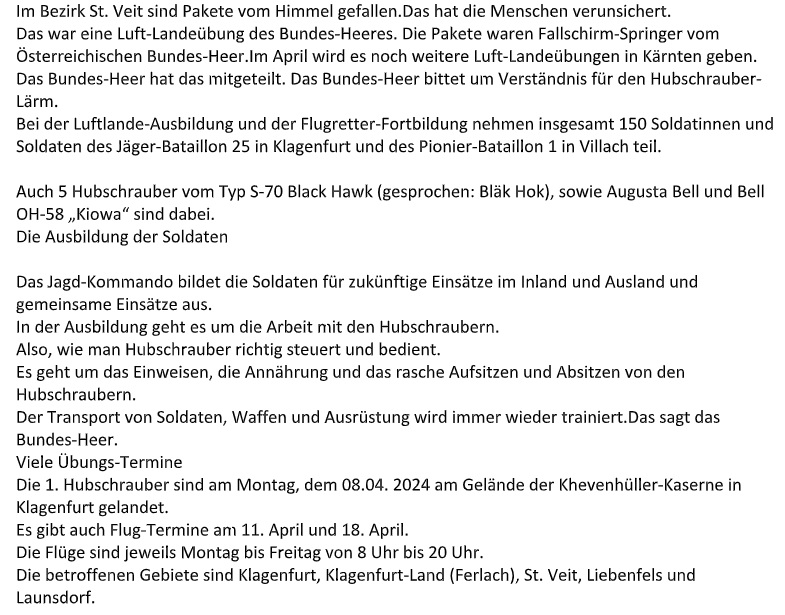 Im Bezirk St. Veit sind Pakete vom Himmel gefallen.Das hat die Menschen verunsichert.
Das war eine Luft-Landeübung des Bundes-Heeres. Die Pakete waren Fallschirm-Springer vom
Österreichischen Bundes-Heer.Im April wird es noch weitere Luft-Landeübungen in Kärnten geben.
Das Bundes-Heer hat das mitgeteilt. Das Bundes-Heer bittet um Verständnis für den Hubschrauber-
Lärm.
Bei der Luftlande-Ausbildung und der Flugretter-Fortbildung nehmen insgesamt 150 Soldatinnen und
Soldaten des Jäger-Bataillon 25 in Klagenfurt und des Pionier-Bataillon 1 in Villach teil.
Auch 5 Hubschrauber vom Typ S-70 Black Hawk (gesprochen: Bläk Hok), sowie Augusta Bell und Bell
OH-58 „Kiowa“ sind dabei.
Die Ausbildung der Soldaten
Das Jagd-Kommando bildet die Soldaten für zukünftige Einsätze im Inland und Ausland und
gemeinsame Einsätze aus.
In der Ausbildung geht es um die Arbeit mit den Hubschraubern.
Also, wie man Hubschrauber richtig steuert und bedient.
Es geht um das Einweisen, die Annährung und das rasche Aufsitzen und Absitzen von den
Hubschraubern.
Der Transport von Soldaten, Waffen und Ausrüstung wird immer wieder trainiert.Das sagt das
Bundes-Heer.
Viele Übungs-Termine
Die 1. Hubschrauber sind am Montag, dem 08.04. 2024 am Gelände der Khevenhüller-Kaserne in
Klagenfurt gelandet.
Es gibt auch Flug-Termine am 11. April und 18. April.
Die Flüge sind jeweils Montag bis Freitag von 8 Uhr bis 20 Uhr.
Die betroffenen Gebiete sind Klagenfurt, Klagenfurt-Land (Ferlach), St. Veit, Liebenfels und
Launsdorf.